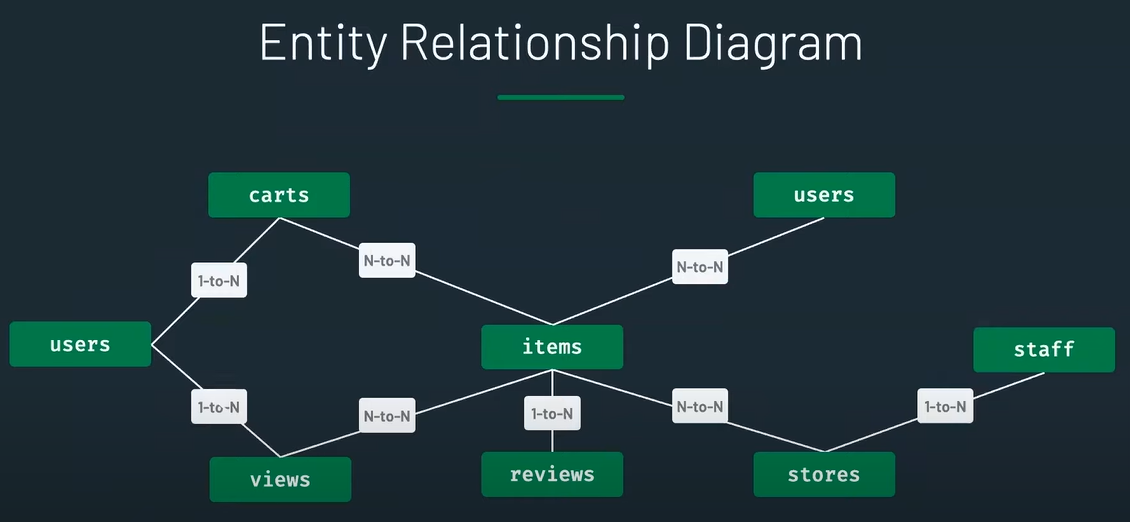 Entity Relationship Diagram
carts
users
N-to-N
N-to-N
1-to-N
users
items
staff
1-to-N
N-to-N
1-to-N
N-to-N
1-to-N
views
reviews
stores